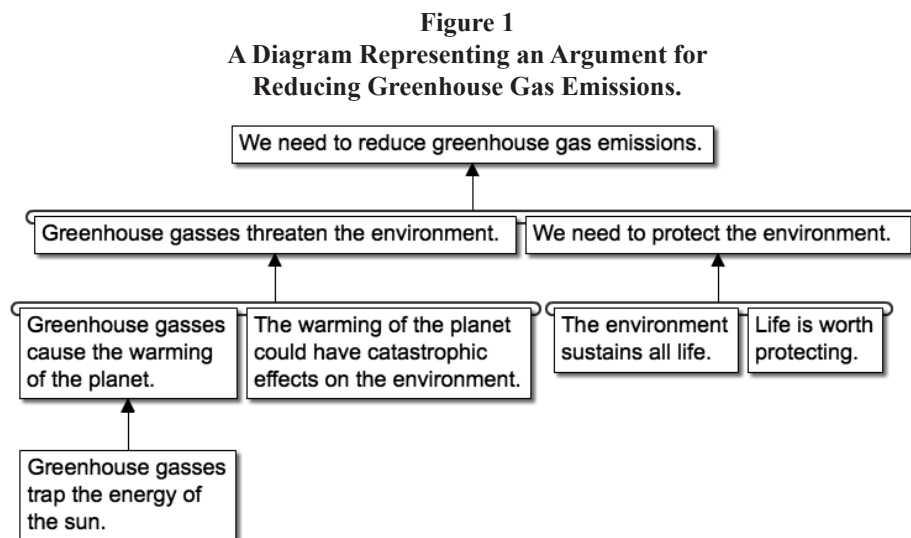 Figure 1
A Diagram Representing an Argument for
Reducing Greenhouse Gas Emissions.
We need to reduce greenhouse gas emissions.
Greenhouse gasses threaten the environment.
We need to protect the environment.
Greenhouse gasses
cause the warming
of the planet.
The warming of the planet
could have catastrophic
effects on the environment.
The environment
sustains all life.
Life is worth
protecting.
Greenhouse gasses
trap the energy of
the sun.